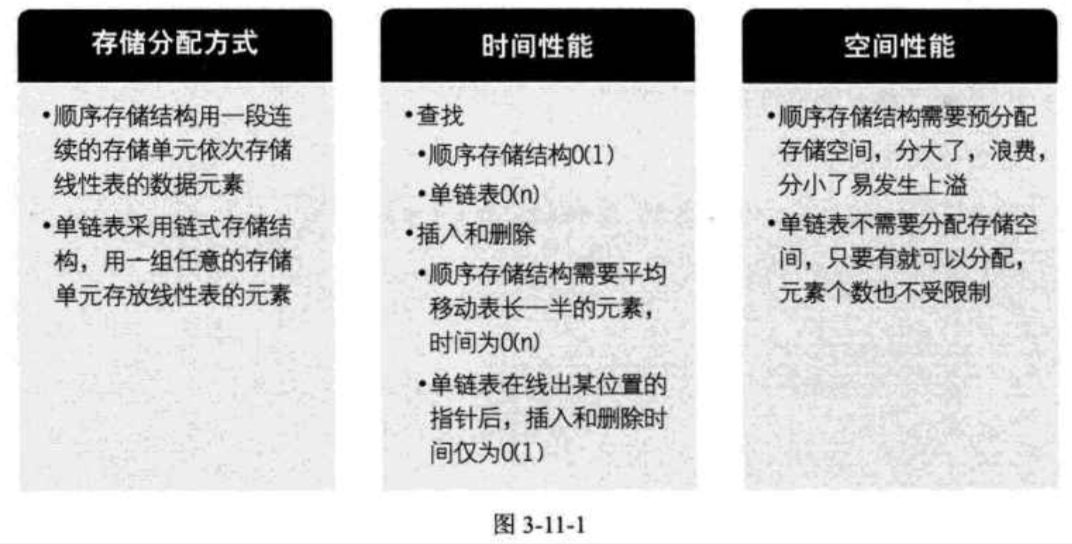 存储分配方式
•顺序存储结构用一段连
续的存储单元依次存储
线性表的数据元素
•单链表采用链式存储结
构，用一组任意的存储
单元存放线性表的元素
时间性能
•查找
•顺序存储结构O(1)
•单链表O(n)
•插入和删除
•顺序存储结构需要平均
移动表长一半的元素，
时间为O(n)
•单链表在线出某位置的
指针后，插入和删除时
间仅为O(1)
空间性能
•顺序存储结构需要预分配
存储空间，分大了，浪费，
分小了易发生上溢
•单链表不需要分配存储空
间，只要有就可以分配，
元素个数也不受限制
图 3-11-1